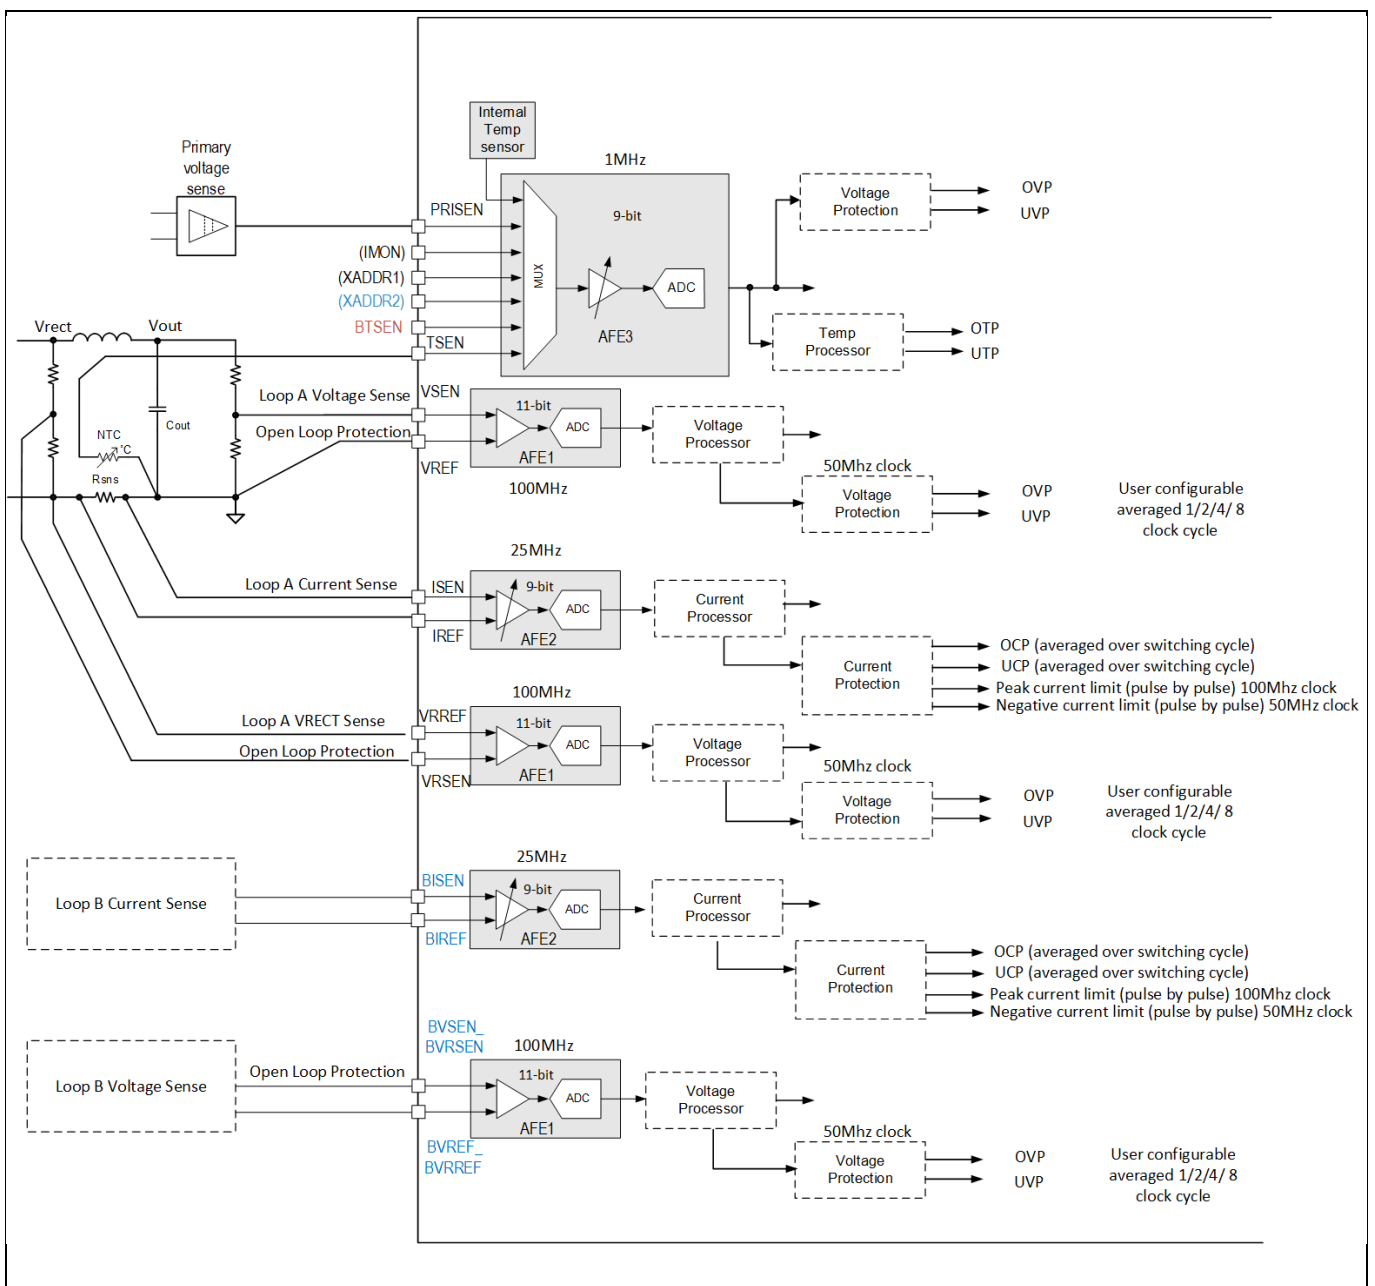 Internal
Temp
sensor
Primary
voltage
sense
1MHz
PRISEN
9-bit
Voltage
Protection
OVP
UVP
(IMON)
(XADDR1)
(XADDR2)
BTSEN
TSEN
MUX
ADC
AFE3
Temp
Processor
OTP
UTP
Vrect
Vout
Cout
NTC
°C
Rsns
Loop A Voltage Sense
VSEN
Open Loop Protection
VREF
11-bit
ADC
AFE1
100MHz
Voltage
Processor
50Mhz clock
Voltage
Protection
OVP
UVP
User configurable
averaged 1/2/4/ 8
clock cycle
25MHz
Loop A Current Sense
ISEN
IREF
9-bit
ADC
AFE2
Current
Processor
Current
Protection
OCP (averaged over switching cycle)
UCP (averaged over switching cycle)
Peak current limit (pulse by pulse) 100Mhz clock
Negative current limit (pulse by pulse) 50MHz clock
100MHz
Loop A VRECT Sense
VRREF
Open Loop Protection
VRSEN
11-bit
ADC
AFE1
Voltage
Processor
50Mhz clock
Voltage
Protection
OVP
UVP
User configurable
averaged 1/2/4/ 8
clock cycle
25MHz
Loop B Current Sense
BISEN
BIREF
9-bit
ADC
AFE2
Current
Processor
Current
Protection
OCP (averaged over switching cycle)
UCP (averaged over switching cycle)
Peak current limit (pulse by pulse) 100Mhz clock
Negative current limit (pulse by pulse) 50MHz clock
BVSEN_
BVRSEN
100MHz
Loop B Voltage Sense
Open Loop Protection
BVREF_
BVRREF
11-bit
ADC
AFE1
Voltage
Processor
50Mhz clock
Voltage
Protection
OVP
UVP
User configurable
averaged 1/2/4/ 8
clock cycle